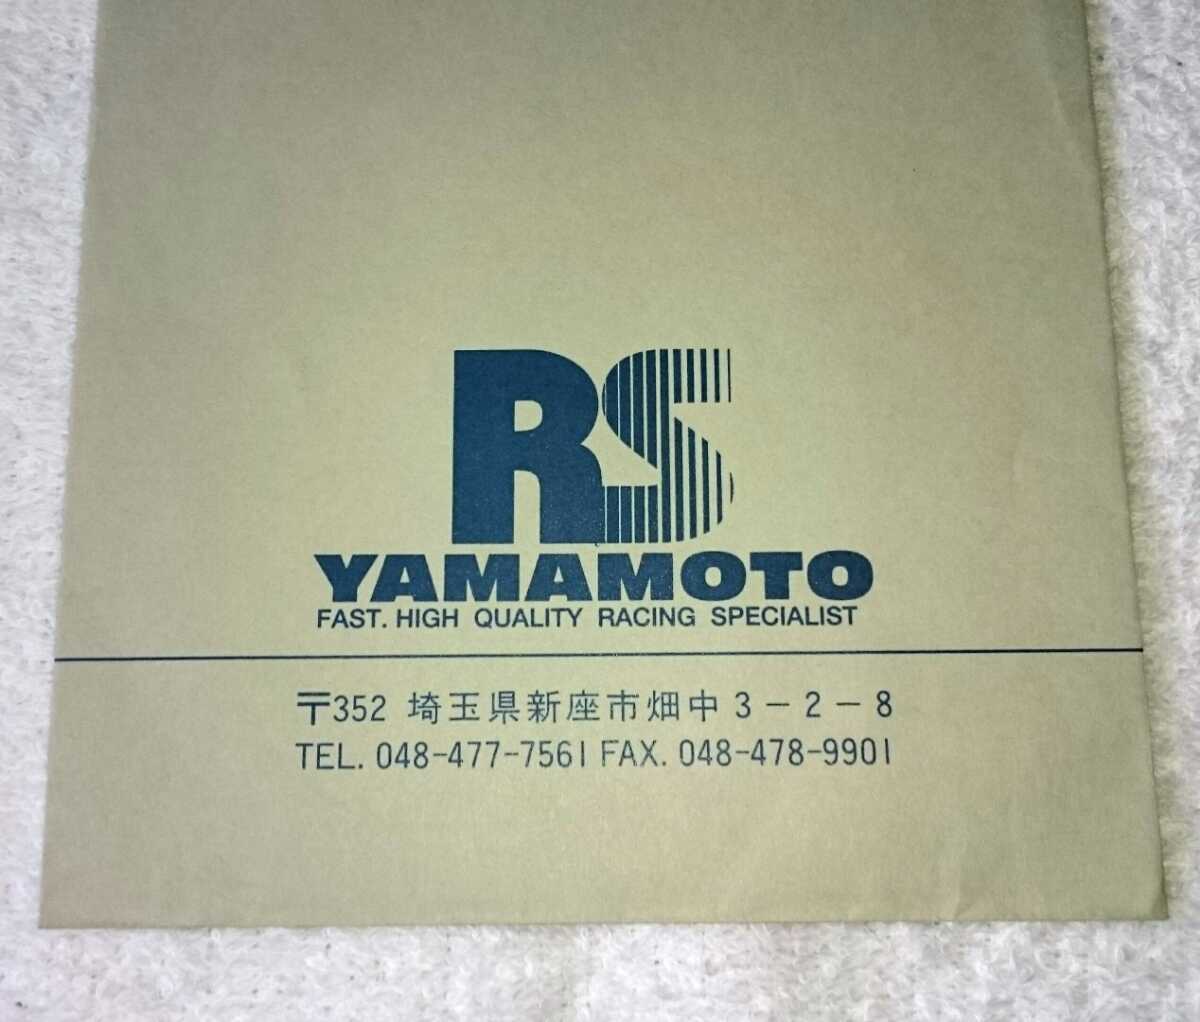 RS
YAMAMOTO
FAST. HIGH QUALITY RACING SPECIALIST
〒352 埼玉県新座市畑中3-2-8
TEL. 048-477-7561 FAX. 048-478-9901